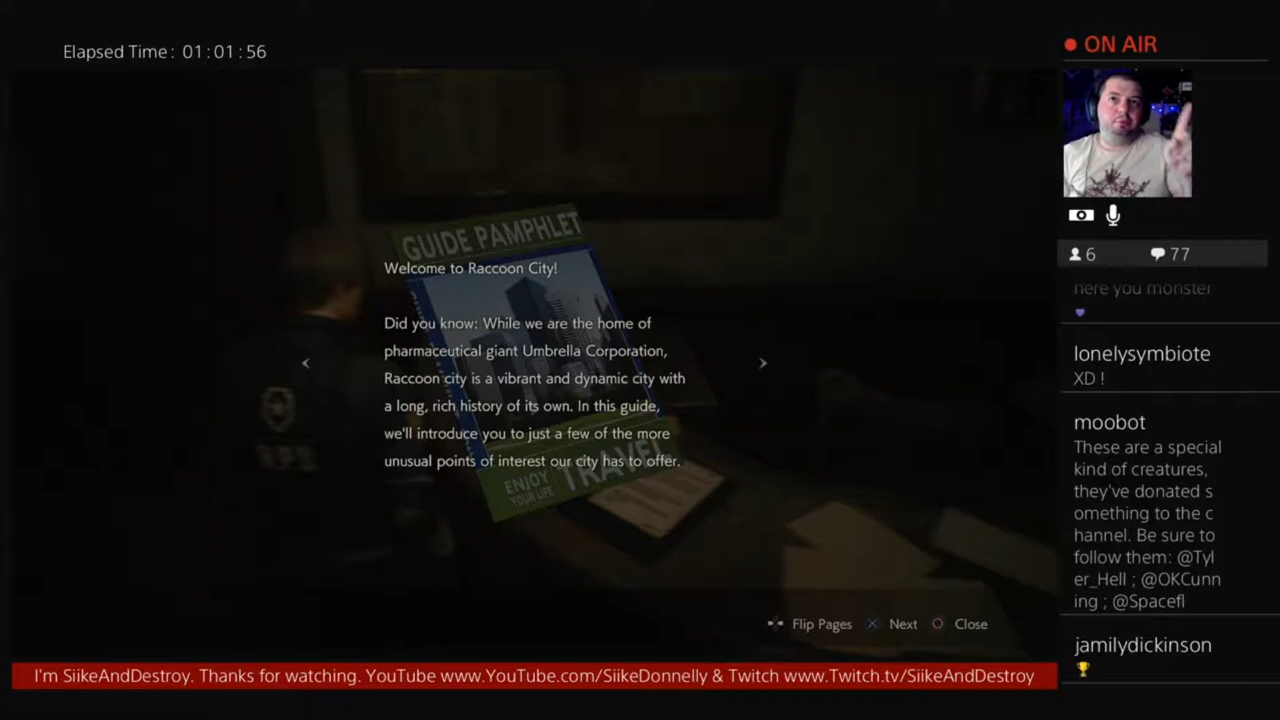 Elapsed Time: 01:01:56
ON AIR
GUIDE PAMPHLET
Welcome to Raccoon City!
Did you know: While we are the home of
pharmaceutical giant Umbrella Corporation,
Raccoon city is a vibrant and dynamic city with
a long, rich history of its own. In this guide,
we'll introduce you to just a few of the more
unusual points of interest our city has to offer.
ENJOY
YOUR LIFE
TRAVEL
Flip Pages Next Close
6 77
here you monster
lonelysymbiote
XD !
moobot
These are a special
kind of creatures,
they've donated s
omething to the c
hannel. Be sure to
follow them: @Tyl
er_Hell ; @OKCunn
ing ; @Spacefl
jamilydickinson
I'm SiikeAndDestroy. Thanks for watching. YouTube www.YouTube.com/SiikeDonnelly & Twitch www.Twitch.tv/SiikeAndDestroy